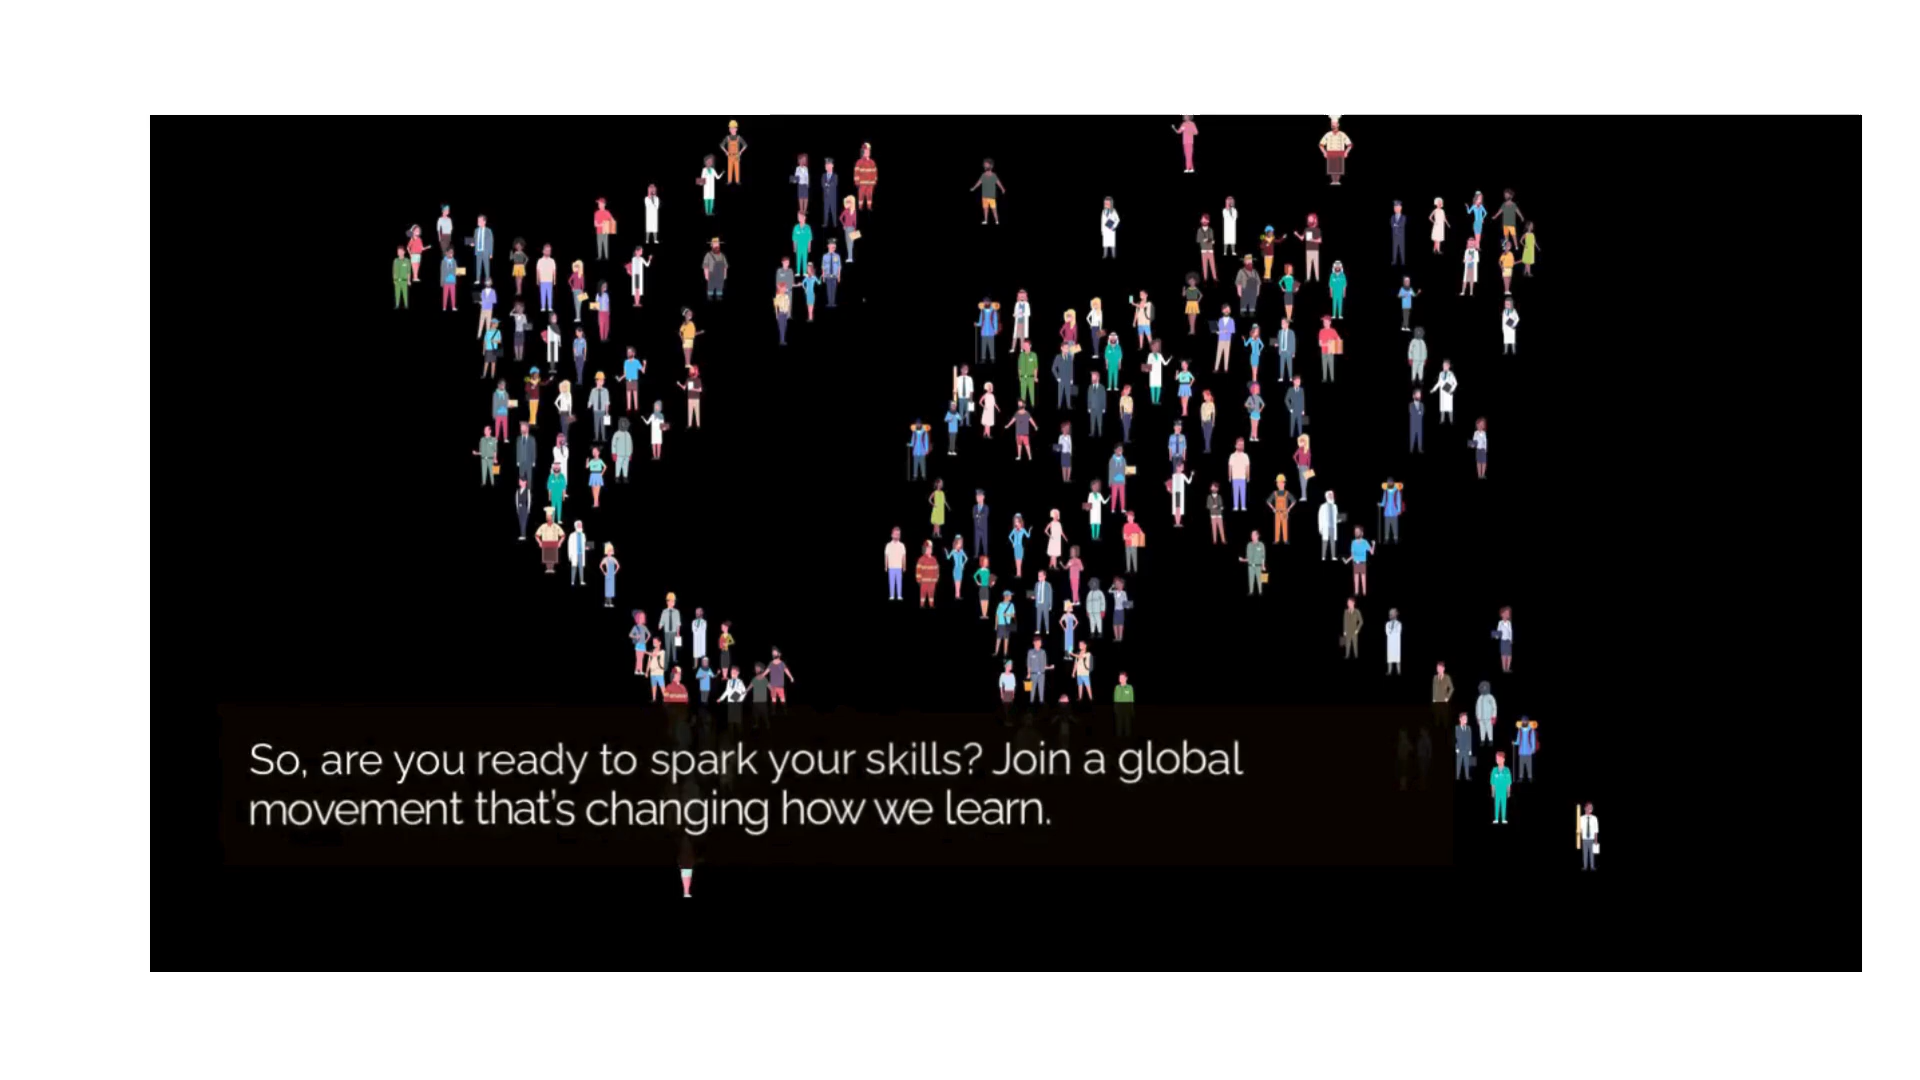 So, are you ready to spark your skills? Join a global
movement that's changing how we learn.